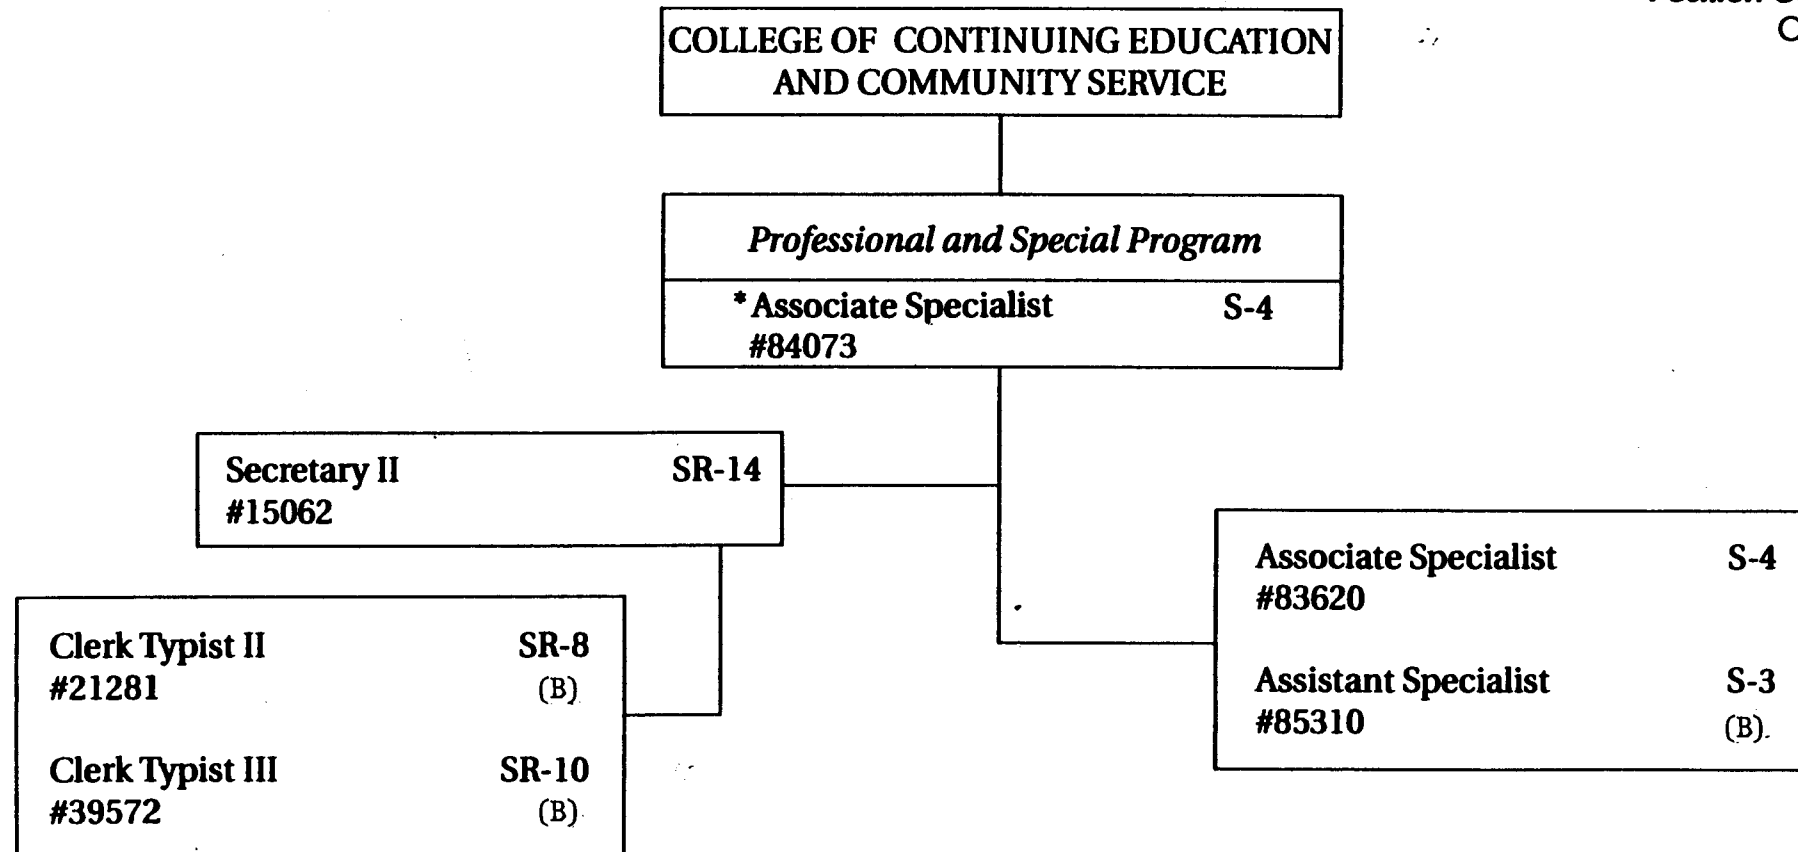 COLLEGE OF CONTINUING EDUCATION
AND COMMUNITY SERVICE
Professional and Special Program
*Associate Specialist S-4
#84073
Secretary II SR-14
#15062
Associate Specialist S-4
#83620
Assistant Specialist S-3
#85310 (B)
Clerk Typist II SR-8
#21281 (B)
Clerk Typist III SR-10
#39572 (B)